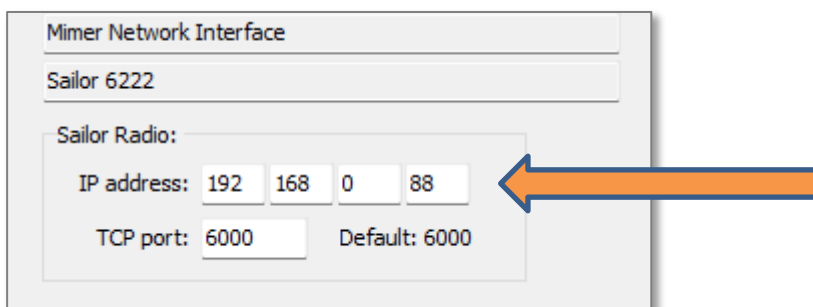 Mimer Network Interface
Sailor 6222
Sailor Radio:
IP address: 192 168 0 88
TCP port: 6000 Default: 6000